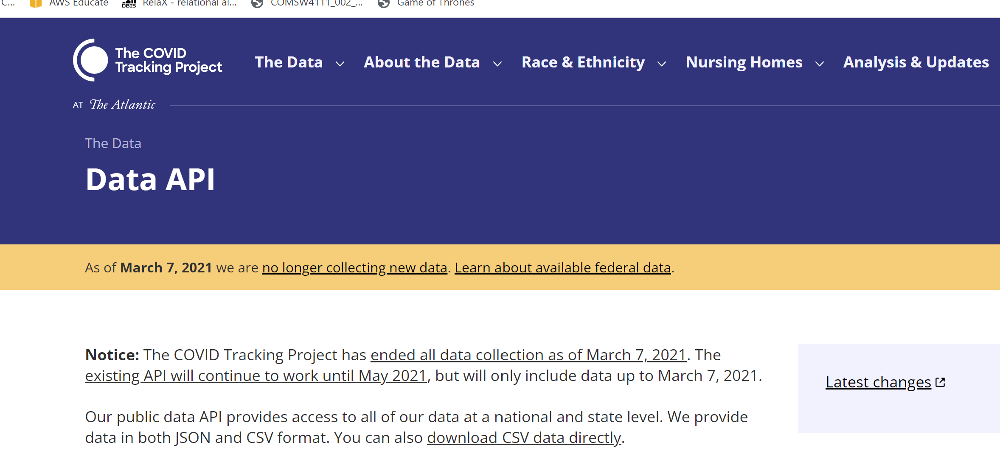 C...
AWS Educate
DBIS
RelaX - relational al...
COMSW4111_002_...
Game of Thrones
The COVID
Tracking Project
The Data
About the Data
Race & Ethnicity
Nursing Homes
Analysis & Updates
AT The Atlantic
The Data
Data API
As of March 7, 2021 we are no longer collecting new data. Learn about available federal data.
Notice: The COVID Tracking Project has ended all data collection as of March 7, 2021. The
existing API will continue to work until May 2021, but will only include data up to March 7, 2021.
Latest changes
Our public data API provides access to all of our data at a national and state level. We provide
data in both JSON and CSV format. You can also download CSV data directly.